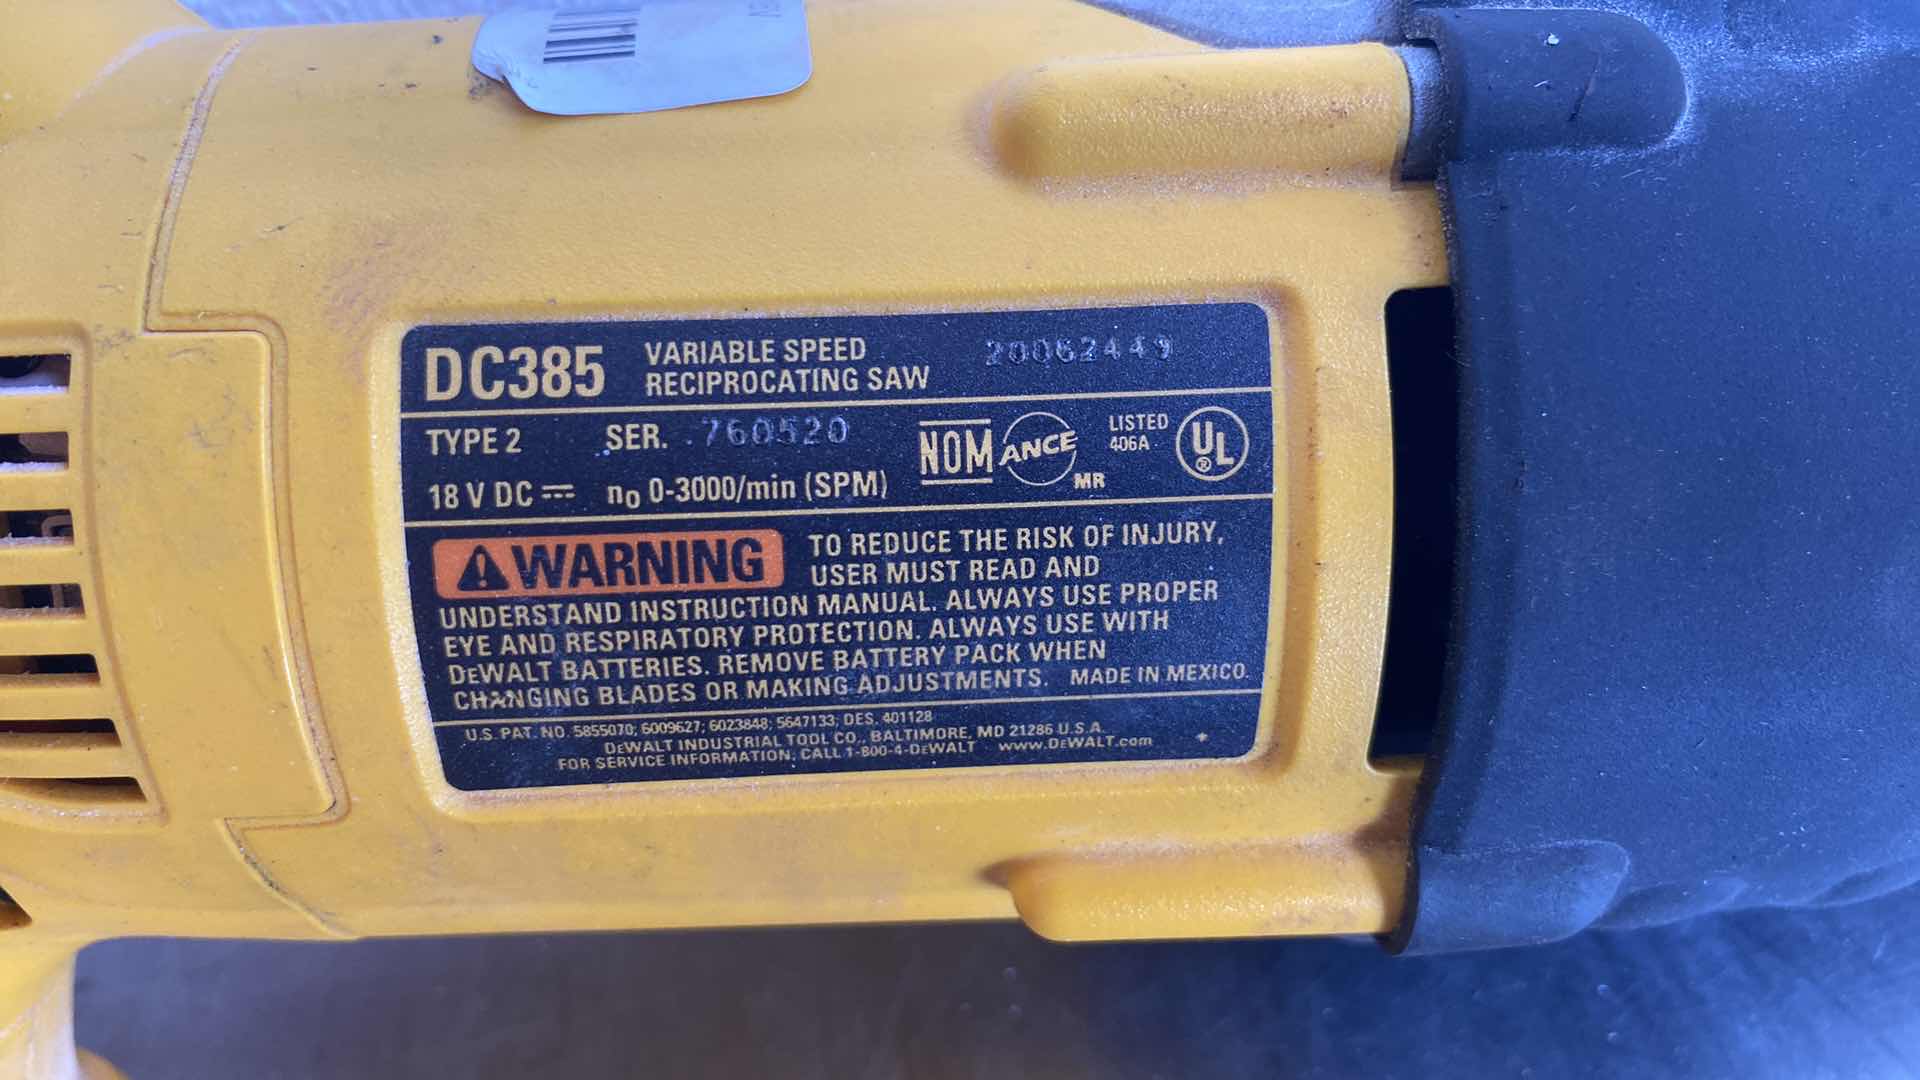 DC385 VARIABLE SPEED 20062449
RECIPROCATING SAW
TYPE 2 SER. 760520 NOM ANCE MR LISTED 406A UL ®
18 V DC n₀ 0-3000/min (SPM)
WARNING TO REDUCE THE RISK OF INJURY,
USER MUST READ AND
UNDERSTAND INSTRUCTION MANUAL. ALWAYS USE PROPER
EYE AND RESPIRATORY PROTECTION. ALWAYS USE WITH
DEWALT BATTERIES. REMOVE BATTERY PACK WHEN
CHANGING BLADES OR MAKING ADJUSTMENTS. MADE IN MEXICO.
U.S. PAT. NO. 5855070; 6009627; 6023848; 5647133; DES. 401128
DEWALT INDUSTRIAL TOOL CO., BALTIMORE, MD 21286 U.S.A.
FOR SERVICE INFORMATION, CALL 1-800-4-DEWALT www.DEWALT.com